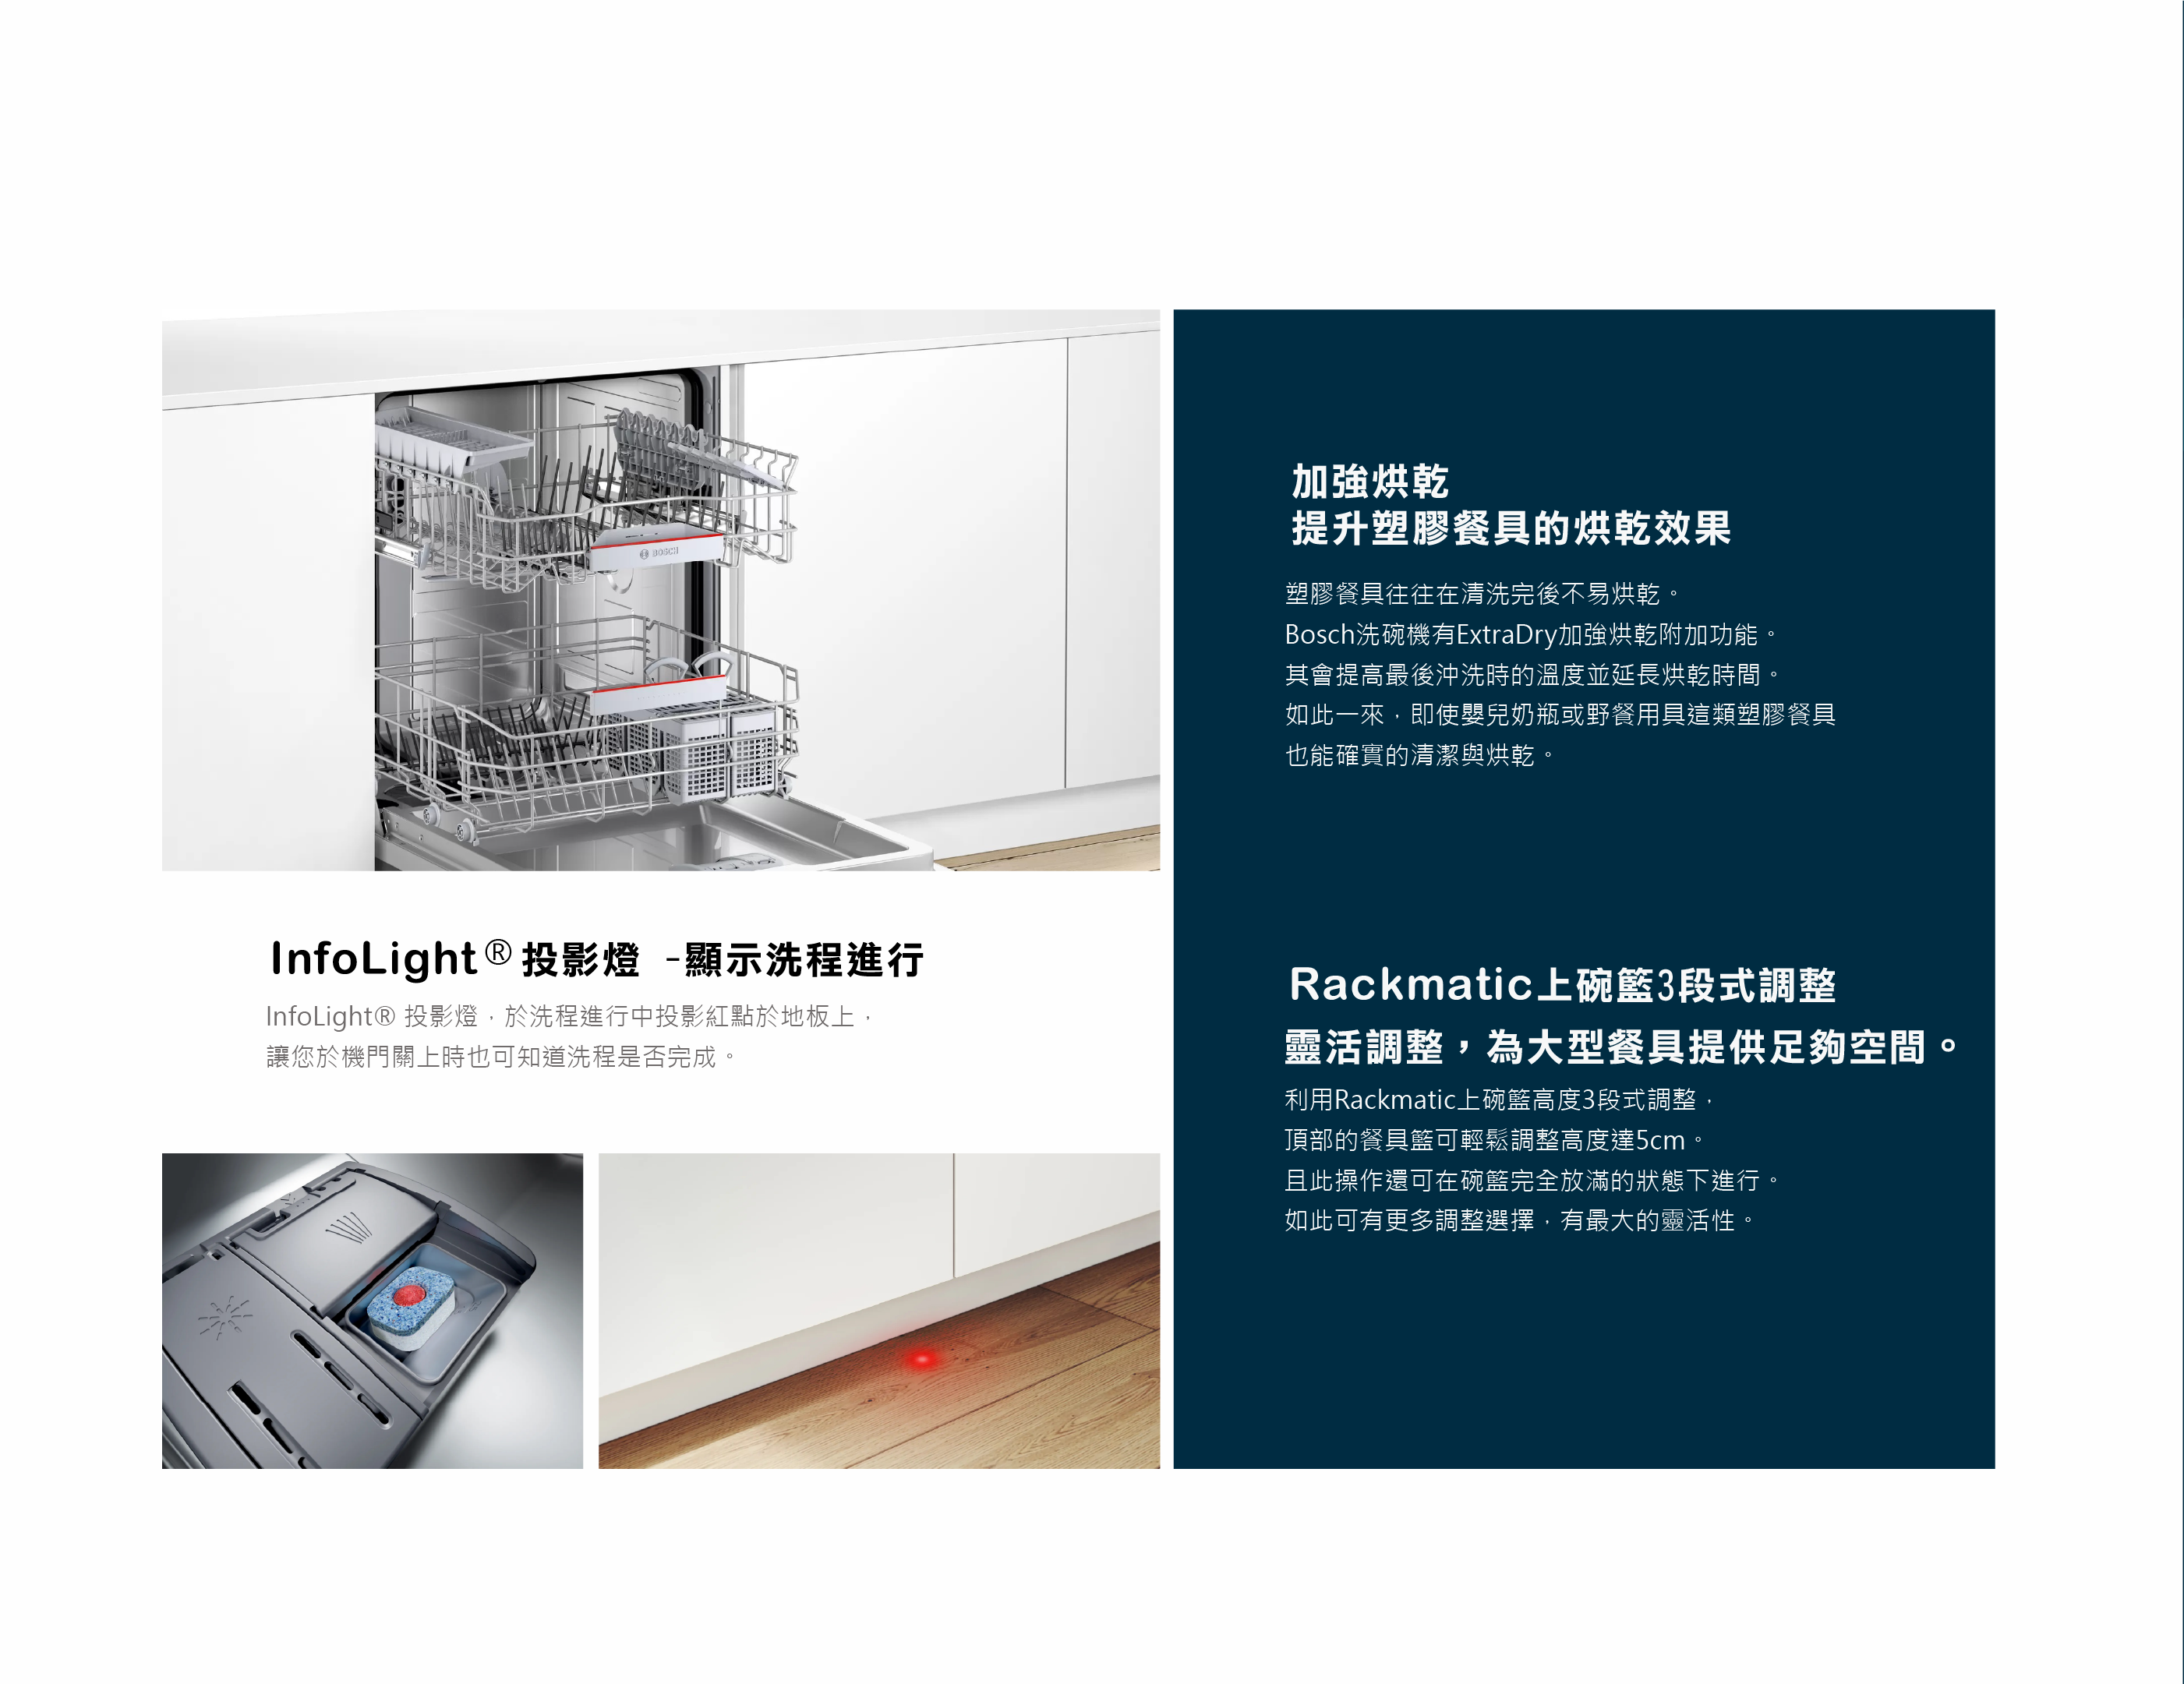 BOSCH
InfoLight® 投影燈 -顯示洗程進行
InfoLight® 投影燈，於洗程進行中投影紅點於地板上，
讓您於機門關上時也可知道洗程是否完成。
加強烘乾
提升塑膠餐具的烘乾效果
塑膠餐具往往在清洗完後不易烘乾。
Bosch洗碗機有ExtraDry加強烘乾附加功能。
其會提高最後沖洗時的溫度並延長烘乾時間。
如此一來，即使嬰兒奶瓶或野餐用具這類塑膠餐具
也能確實的清潔與烘乾。
Rackmatic上碗籃3段式調整
靈活調整，為大型餐具提供足夠空間。
利用Rackmatic上碗籃高度3段式調整，
頂部的餐具籃可輕鬆調整高度達5cm。
且此操作還可在碗籃完全放滿的狀態下進行。
如此可有更多調整選擇，有最大的靈活性。